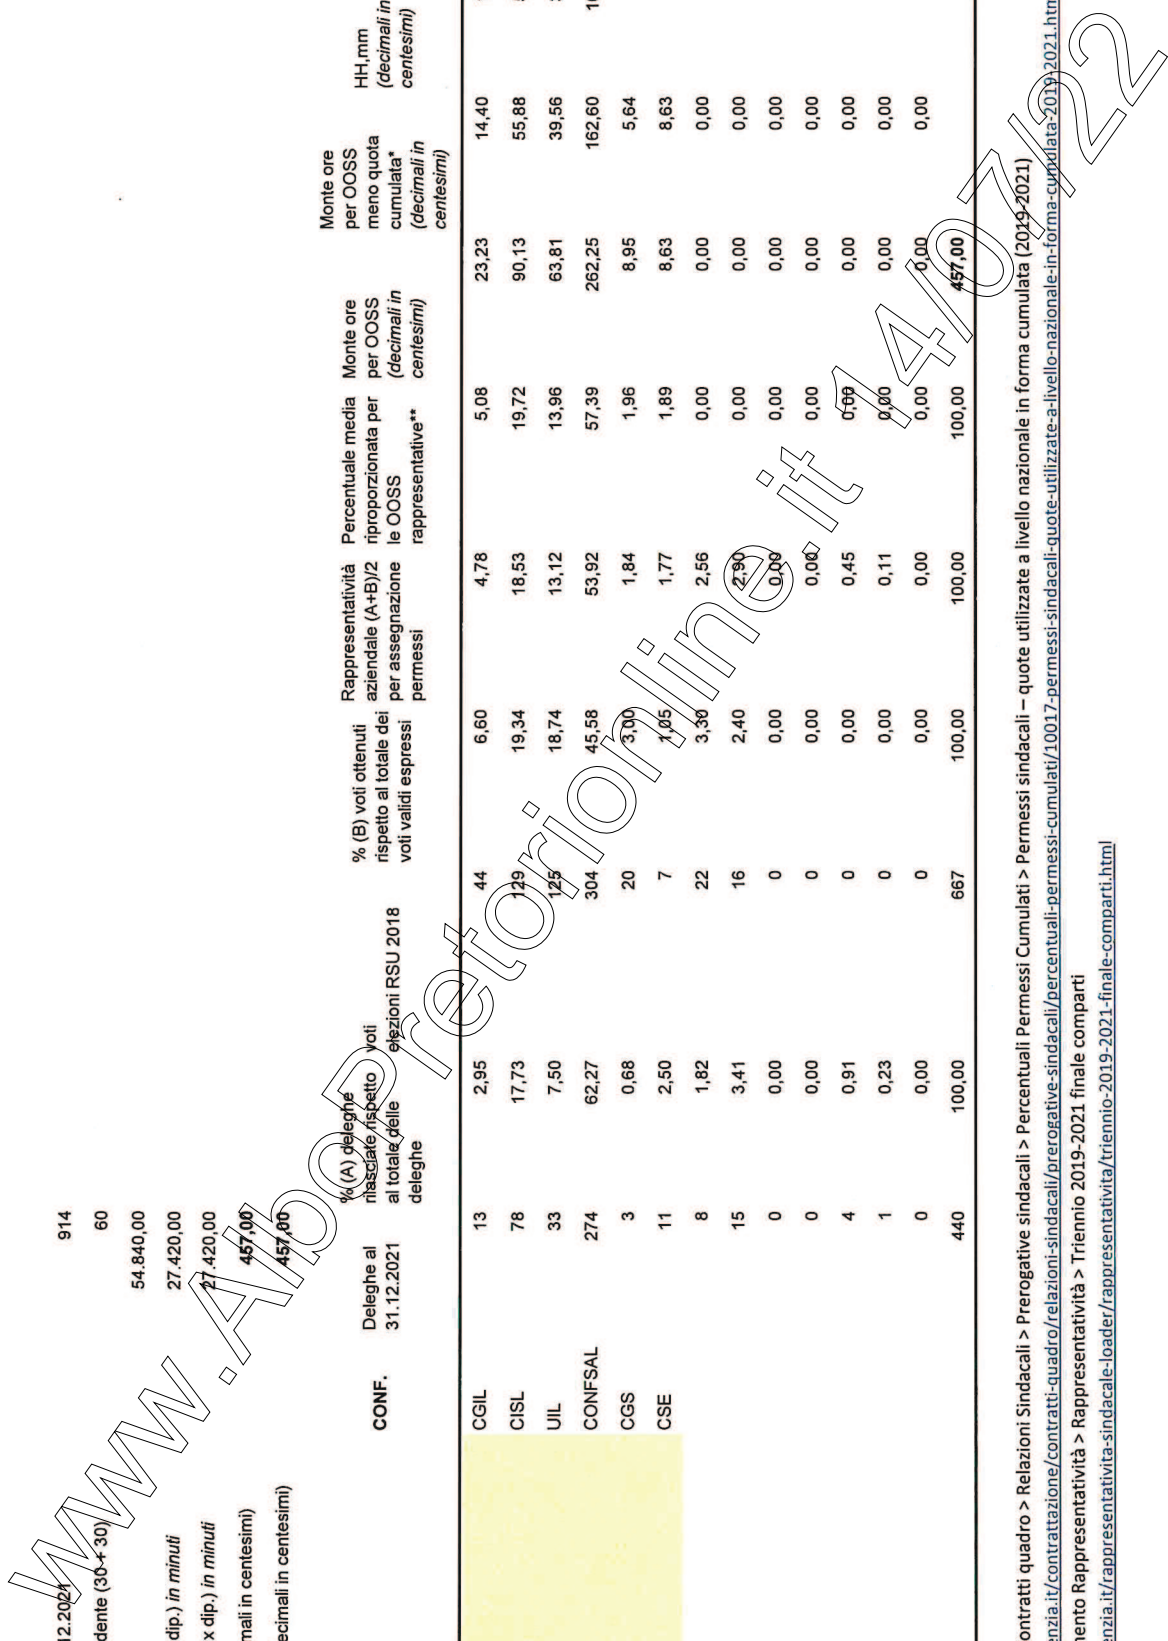 12.2021 914
dente (30 + 30) 60
54.840,00
dip.) in minuti 27.420,00
x dip.) in minuti 27.420,00
mali in centesimi) 457,00
ecimali in centesimi) 457,00
CONF. Deleghe al 31.12.2021 % (A) deleghe rilasciate rispetto al totale delle deleghe voti elezioni RSU 2018 % (B) voti ottenuti rispetto al totale dei voti validi espressi Rappresentatività aziendale (A+B)/2 per assegnazione permessi Percentuale media riproporzionata per le OOSS rappresentative** Monte ore per OOSS (decimali in centesimi) Monte ore per OOSS meno quota cumulata* (decimali in centesimi) HH,mm (decimali in centesimi)
CGIL 13 2,95 44 6,60 4,78 5,08 23,23 14,40
CISL 78 17,73 129 19,34 18,53 19,72 90,13 55,88
UIL 33 7,50 125 18,74 13,12 13,96 63,81 39,56
CONFSAL 274 62,27 304 45,58 53,92 57,39 262,25 162,60
CGS 3 0,68 20 3,00 1,84 1,96 8,95 5,64
CSE 11 2,50 7 1,05 1,77 1,89 8,63 8,63
8 1,82 22 3,30 2,56 0,00 0,00 0,00
15 3,41 16 2,40 2,90 0,00 0,00 0,00
0 0,00 0 0,00 0,00 0,00 0,00 0,00
0 0,00 0 0,00 0,00 0,00 0,00 0,00
4 0,91 0 0,00 0,45 0,00 0,00 0,00
1 0,23 0 0,00 0,11 0,00 0,00 0,00
0 0,00 0 0,00 0,00 0,00 0,00 0,00
440 100,00 667 100,00 100,00 100,00 457,00
ontratti quadro > Relazioni Sindacali > Prerogative sindacali > Percentuali Permessi Cumulati > Permessi sindacali – quote utilizzate a livello nazionale in forma cumulata (2019-2021)
enzia.it/contrattazione/contratti-quadro/relazioni-sindacali/prerogative-sindacali/percentuali-permessi-cumulati/10017-permessi-sindacali-quote-utilizzate-a-livello-nazionale-in-forma-cumulata-2019-2021.htm
nento Rappresentatività > Rappresentatività > Triennio 2019-2021 finale comparti
enzia.it/rappresentativita-sindacale-loader/rappresentativita/triennio-2019-2021-finale-comparti.html
www.AlboPretorionline.it 14/07/22